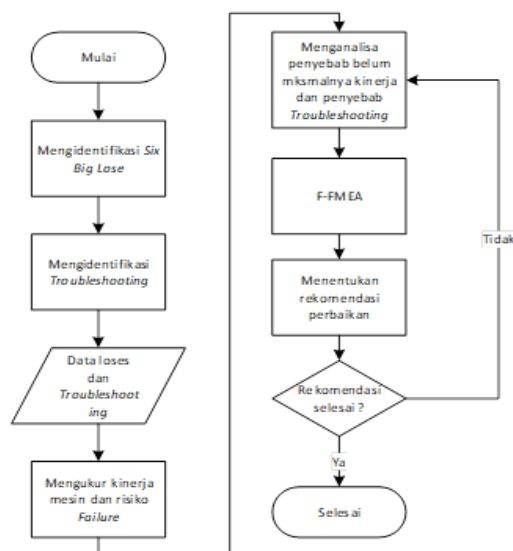 Mulai
Mengidentifikasi Six
Big Lose
Mengidentifikasi
Troubleshooting
Data loses
dan
Troubleshoot
ing
Mengukur kinerja
mesin dan risiko
Failure
Menganalisa
penyebab belum
mksmalnya kinerja
dan penyebab
Troubleshooting
F-FMEA
Menentukan
rekomendasi
perbaikan
Rekomendasi
selesai ?
Tidak
Ya
Selesai